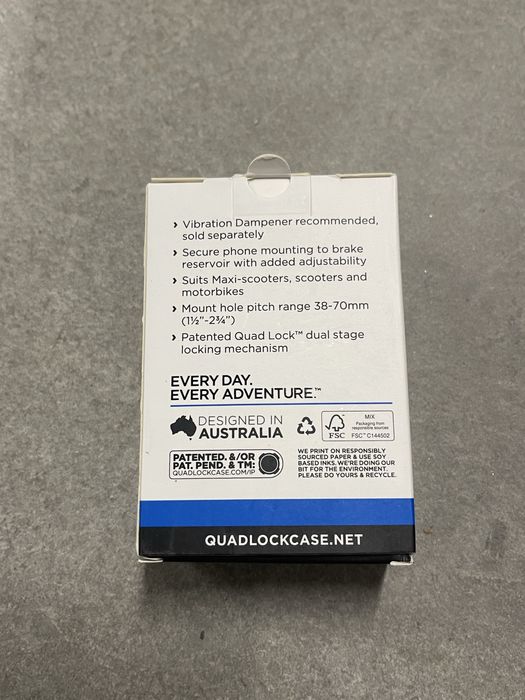 › Vibration Dampener recommended,
sold separately
› Secure phone mounting to brake
reservoir with added adjustability
› Suits Maxi-scooters, scooters and
motorbikes
› Mount hole pitch range 38-70mm
(1½"-2¾")
› Patented Quad Lock™ dual stage
locking mechanism
EVERY DAY.
EVERY ADVENTURE.™
DESIGNED IN
AUSTRALIA
FSC
MIX
Packaging from
responsible sources
FSC™ C144502
PATENTED. &/OR
PAT. PEND. & TM:
QUADLOCKCASE.COM/IP
WE PRINT ON RESPONSIBLY
SOURCED PAPER & USE SOY
BASED INKS. WE'RE DOING OUR
BIT FOR THE ENVIRONMENT.
PLEASE DO YOURS & RECYCLE.
QUADLOCKCASE.NET